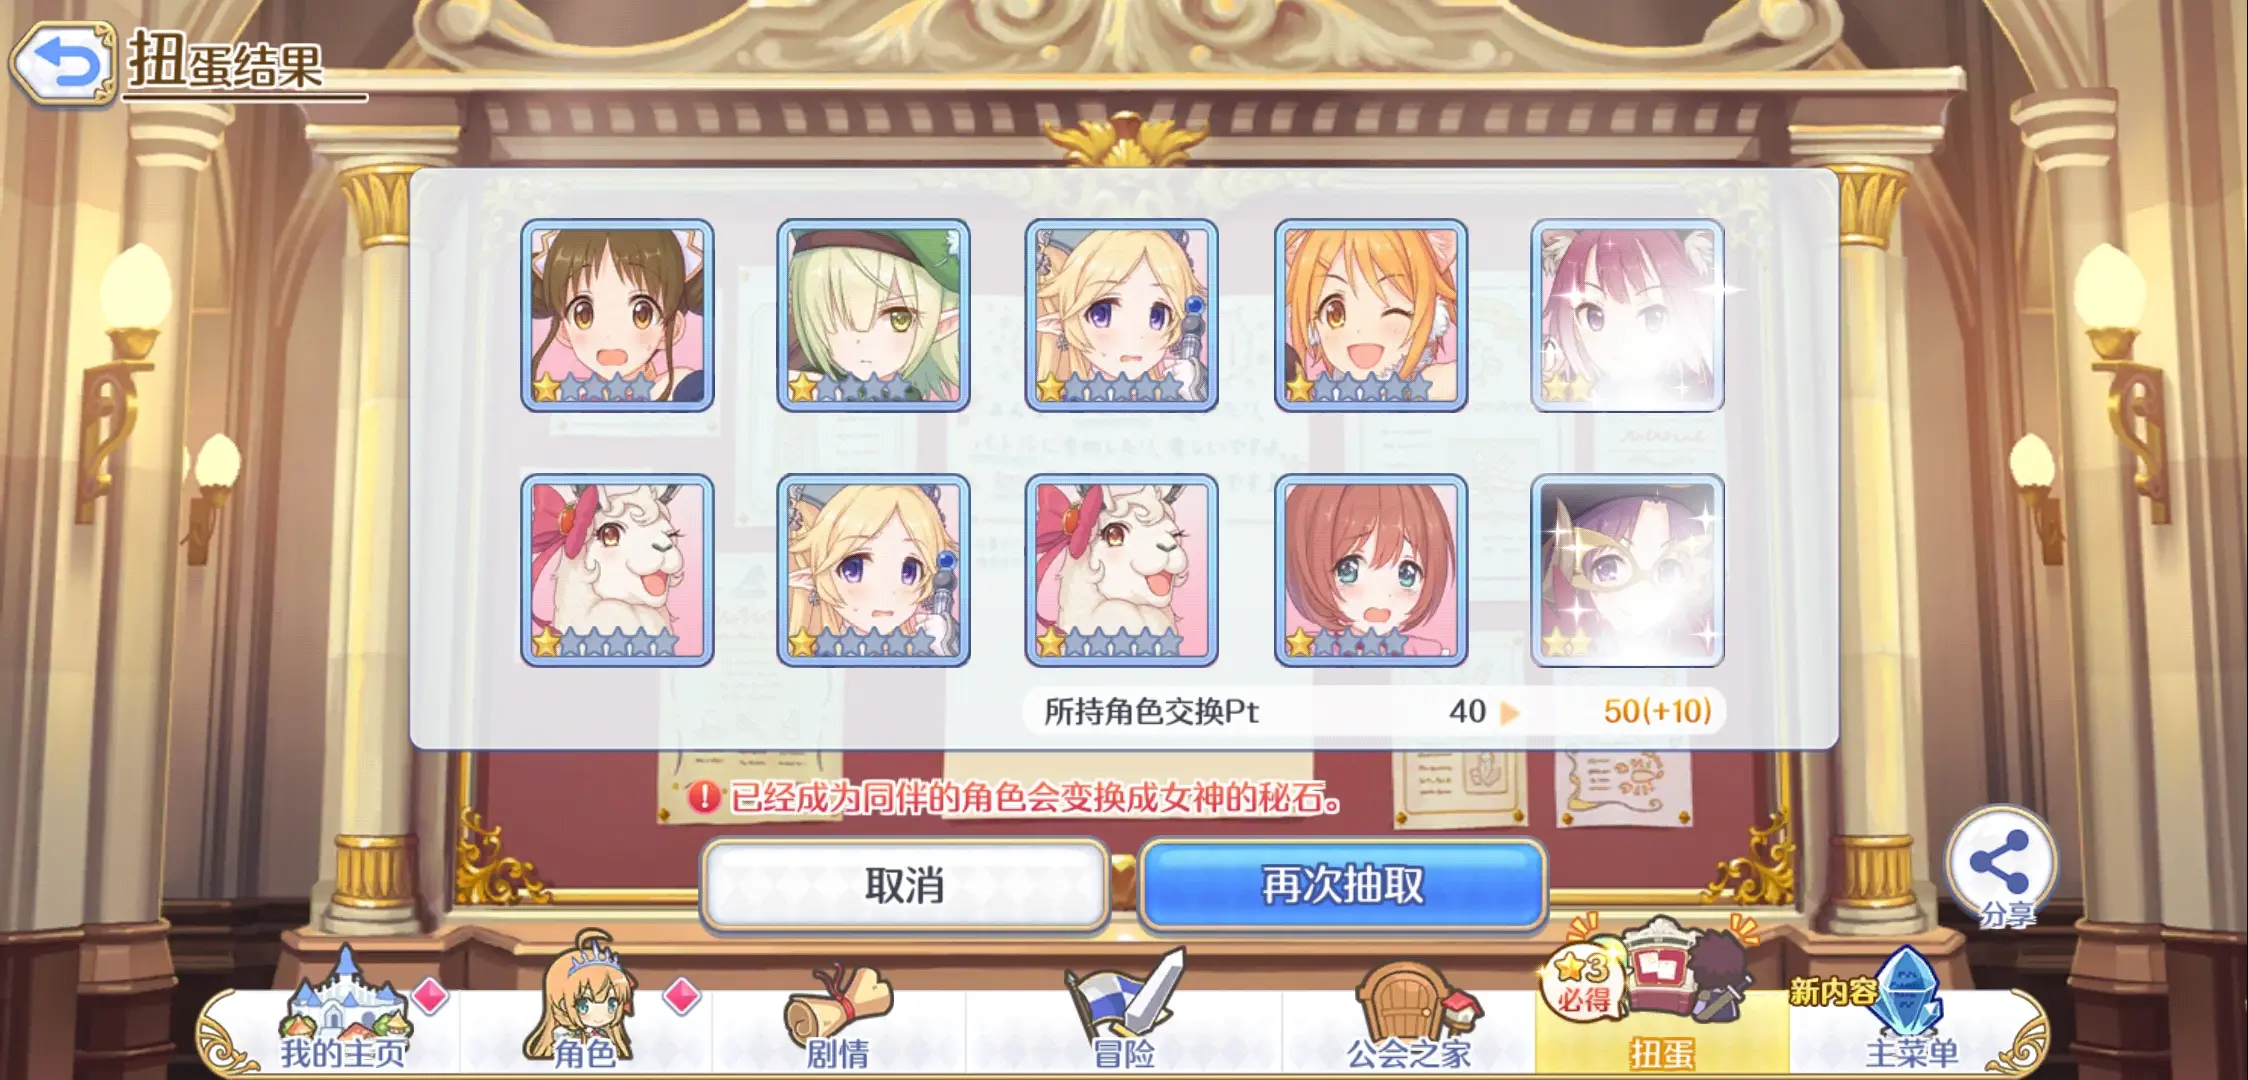 扭蛋结果
所持角色交换Pt 40 50(+10)
已经成为同伴的角色会变换成女神的秘石。
取消
再次抽取
分享
3
必得
新内容
我的主页
角色
剧情
冒险
公会之家
扭蛋
主菜单